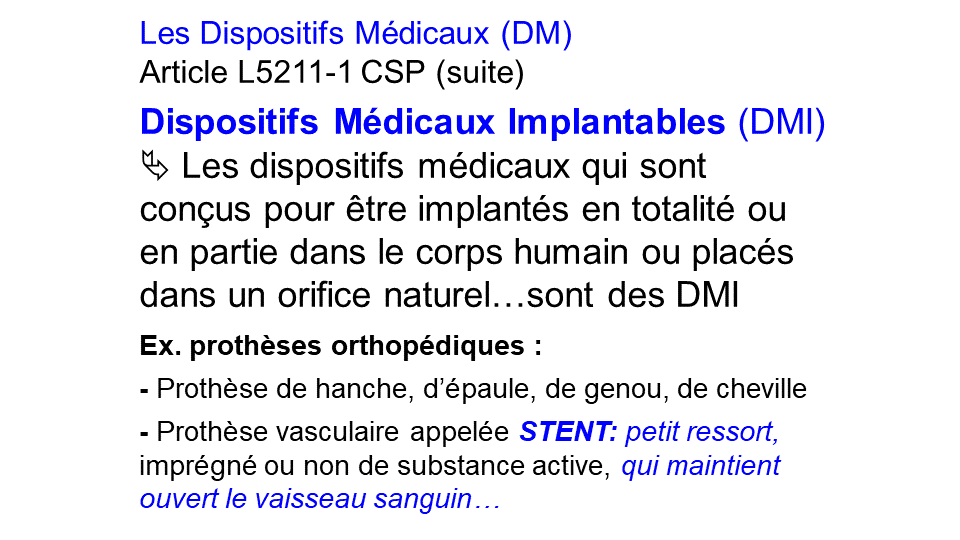 Les Dispositifs Médicaux (DM)
Article L5211-1 CSP (suite)
Dispositifs Médicaux Implantables (DMI)
⮱ Les dispositifs médicaux qui sont
conçus pour être implantés en totalité ou
en partie dans le corps humain ou placés
dans un orifice naturel…sont des DMI
Ex. prothèses orthopédiques :
- Prothèse de hanche, d’épaule, de genou, de cheville
- Prothèse vasculaire appelée STENT: petit ressort,
imprégné ou non de substance active, qui maintient
ouvert le vaisseau sanguin…